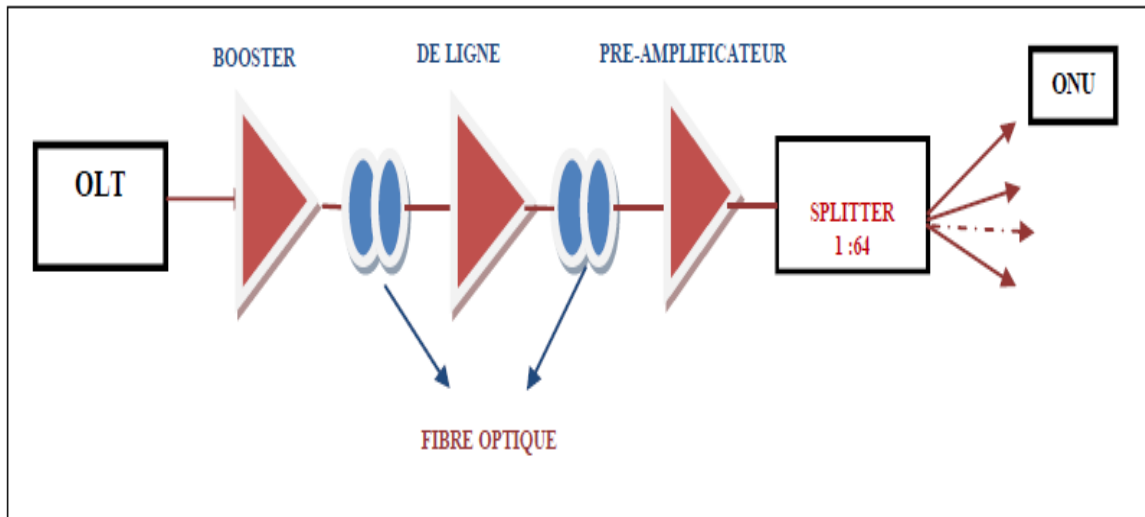 BOOSTER
DE LIGNE
PRE-AMPLIFICATEUR
ONU
OLT
SPLITTER
1 :64
FIBRE OPTIQUE